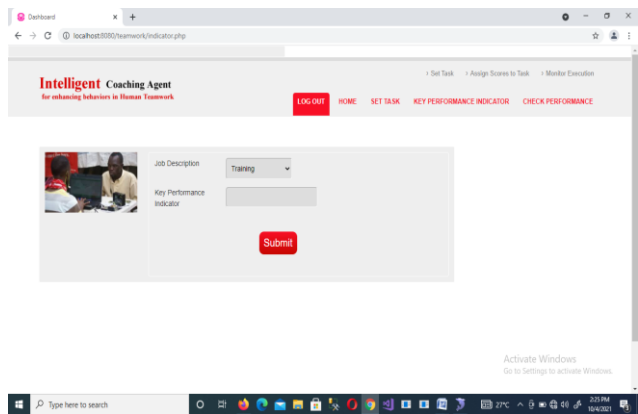 Dashboard
localhost:8080/teamwork/indicator.php
Set Task Assign Scores to Task Monitor Execution
Intelligent Coaching Agent
for enhancing behaviors in Human Teamwork
LOG OUT HOME SET TASK KEY PERFORMANCE INDICATOR CHECK PERFORMANCE
Job Description
Training
Key Performance
Indicator
Submit
Activate Windows
Go to Settings to activate Windows.
Type here to search
27°C
2:25 PM
10/4/2021